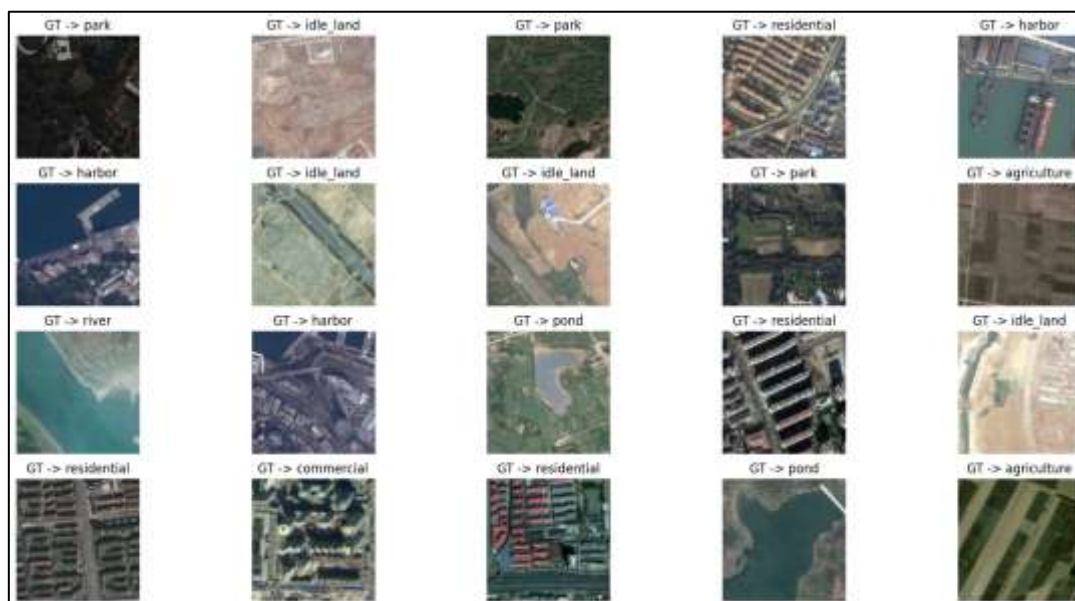 GT -> park
GT -> idle_land
GT -> park
GT -> residential
GT -> harbor
GT -> harbor
GT -> idle_land
GT -> idle_land
GT -> park
GT -> agriculture
GT -> river
GT -> harbor
GT -> pond
GT -> residential
GT -> idle_land
GT -> residential
GT -> commercial
GT -> residential
GT -> pond
GT -> agriculture